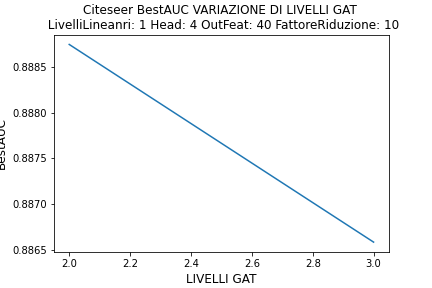 Citeseer BestAUC VARIAZIONE DI LIVELLI GAT
LivelliLineanri: 1 Head: 4 OutFeat: 40 FattoreRiduzione: 10
BestAUC
0.8885
0.8880
0.8875
0.8870
0.8865
2.0 2.2 2.4 2.6 2.8 3.0
LIVELLI GAT